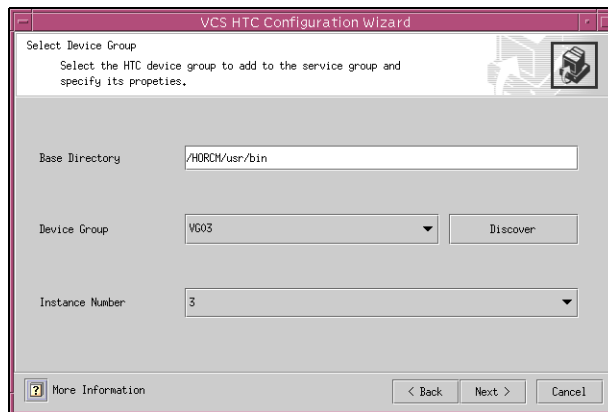 VCS HTC Configuration Wizard
Select Device Group
Select the HTC device group to add to the service group and
specify its propeties.
Base Directory
/HORCM/usr/bin
Device Group
VG03
Discover
Instance Number
3
? More Information
< Back
Next >
Cancel